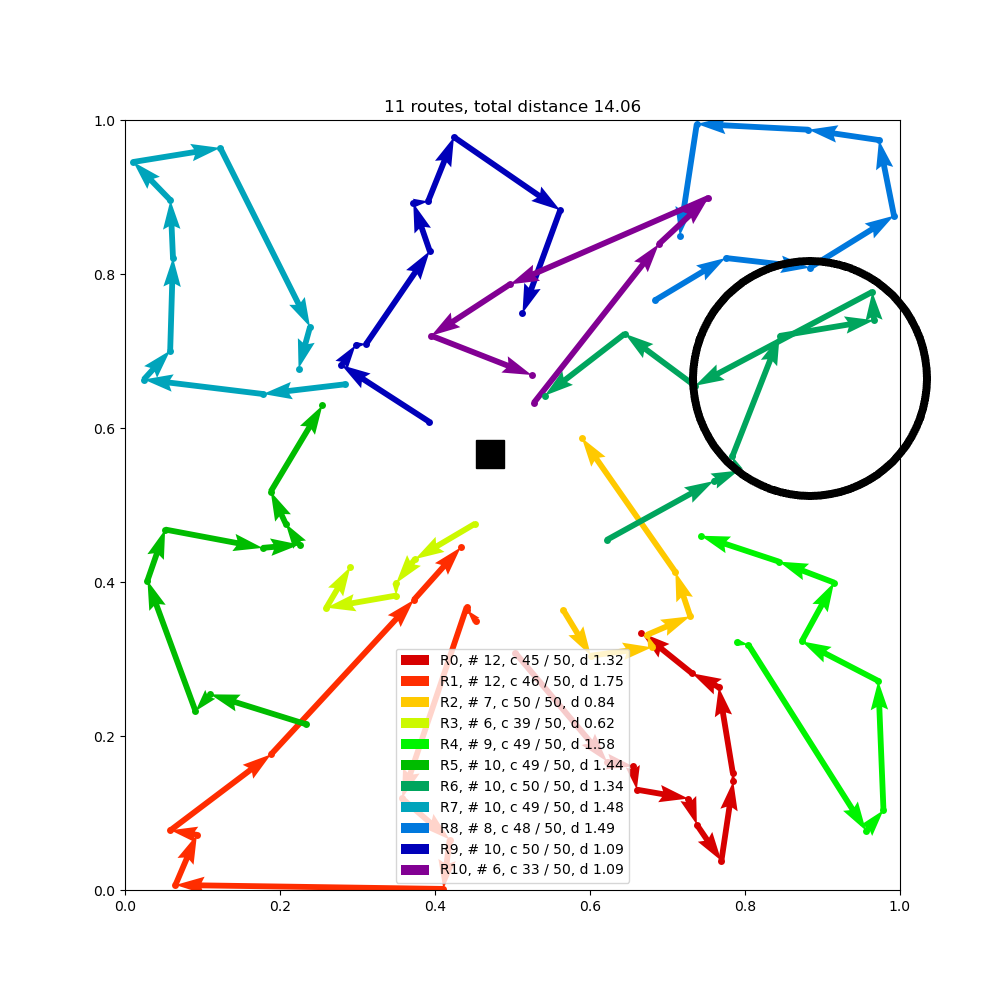 11 routes, total distance 14.06
1.0
0.8
0.6
0.4
0.2
0.0
R0, # 12, c 45 / 50, d 1.32
R1, # 12, c 46 / 50, d 1.75
R2, # 7, c 50 / 50, d 0.84
R3, # 6, c 39 / 50, d 0.62
R4, # 9, c 49 / 50, d 1.58
R5, # 10, c 49 / 50, d 1.44
R6, # 10, c 50 / 50, d 1.34
R7, # 10, c 49 / 50, d 1.48
R8, # 8, c 48 / 50, d 1.49
R9, # 10, c 50 / 50, d 1.09
R10, # 6, c 33 / 50, d 1.09
0.0 0.2 0.4 0.6 0.8 1.0